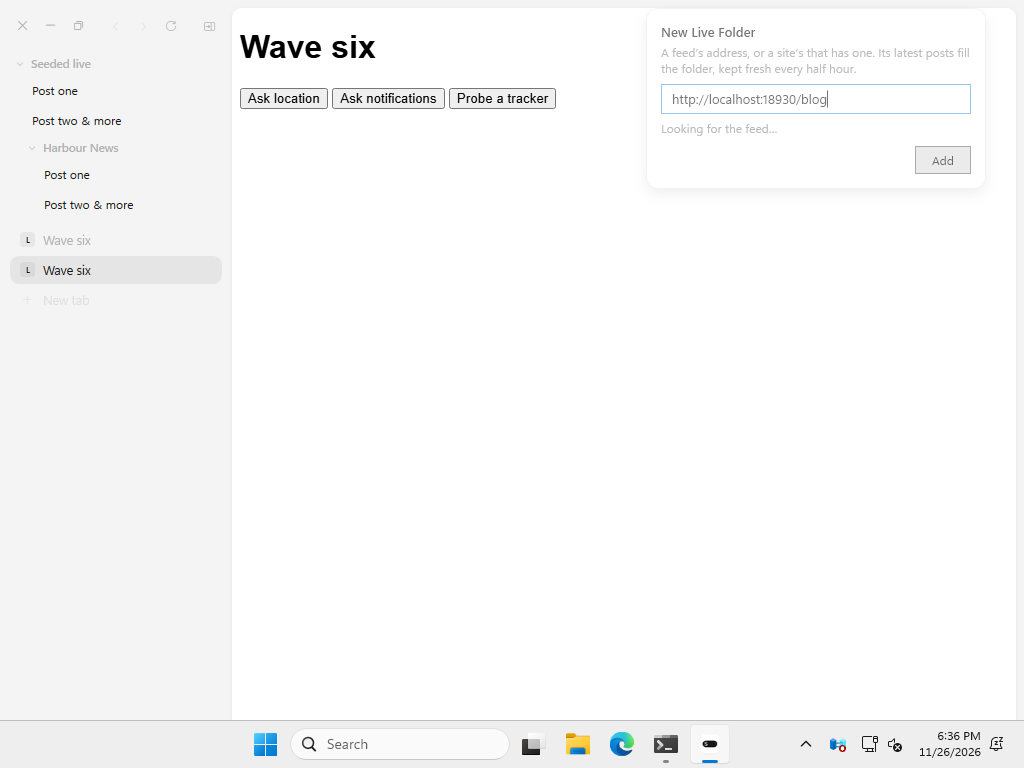 Seeded live
Post one
Post two & more
Harbour News
Post one
Post two & more
L Wave six
L Wave six
+ New tab
Wave six
Ask location Ask notifications Probe a tracker
New Live Folder
A feed's address, or a site's that has one. Its latest posts fill
the folder, kept fresh every half hour.
http://localhost:18930/blog
Looking for the feed...
Add
Search
6:36 PM
11/26/2026